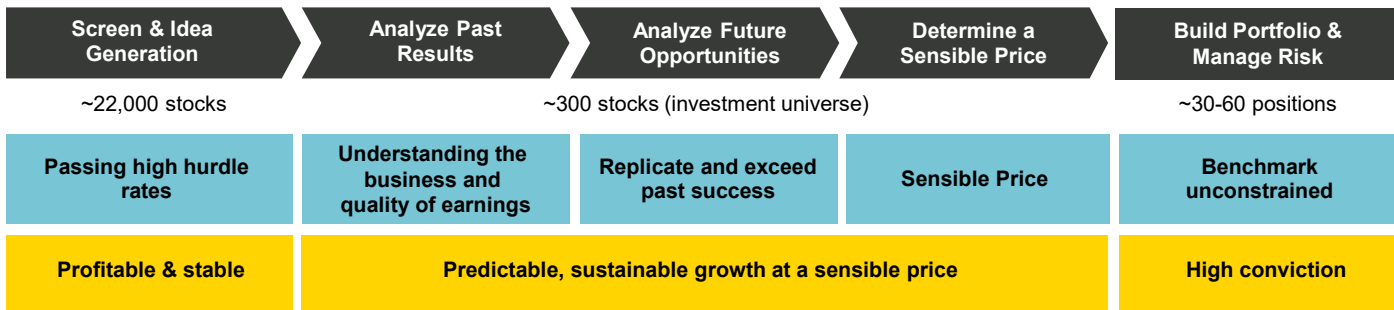 Screen & Idea
Generation
Analyze Past
Results
Analyze Future
Opportunities
Determine a
Sensible Price
Build Portfolio &
Manage Risk
~22,000 stocks
~300 stocks (investment universe)
~30-60 positions
Passing high hurdle
rates
Understanding the
business and
quality of earnings
Replicate and exceed
past success
Sensible Price
Benchmark
unconstrained
Profitable & stable
Predictable, sustainable growth at a sensible price
High conviction